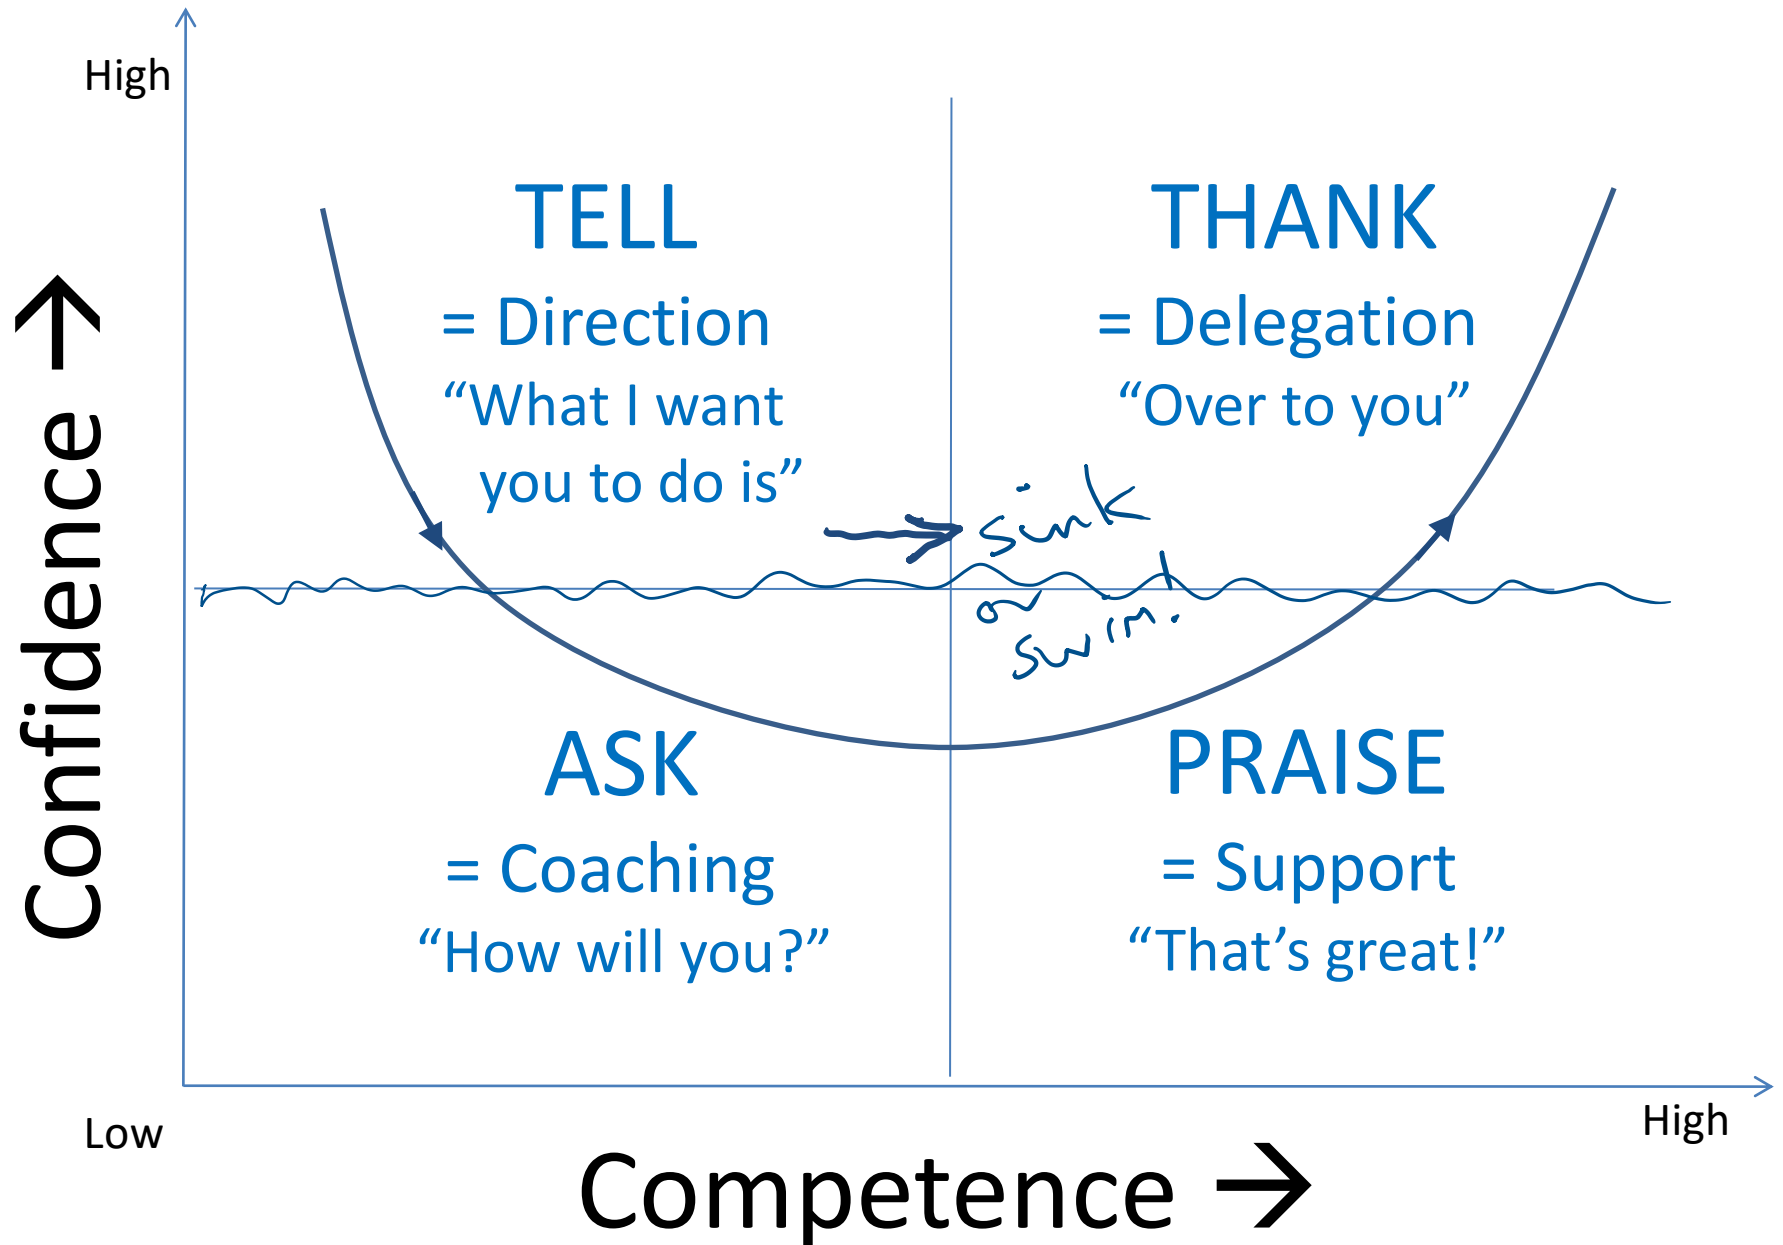 High
TELL
= Direction
“What I want
you to do is”
THANK
= Delegation
“Over to you”
sink
or
swim!
Confidence →
ASK
= Coaching
“How will you?”
PRAISE
= Support
“That’s great!”
Low
High
Competence →